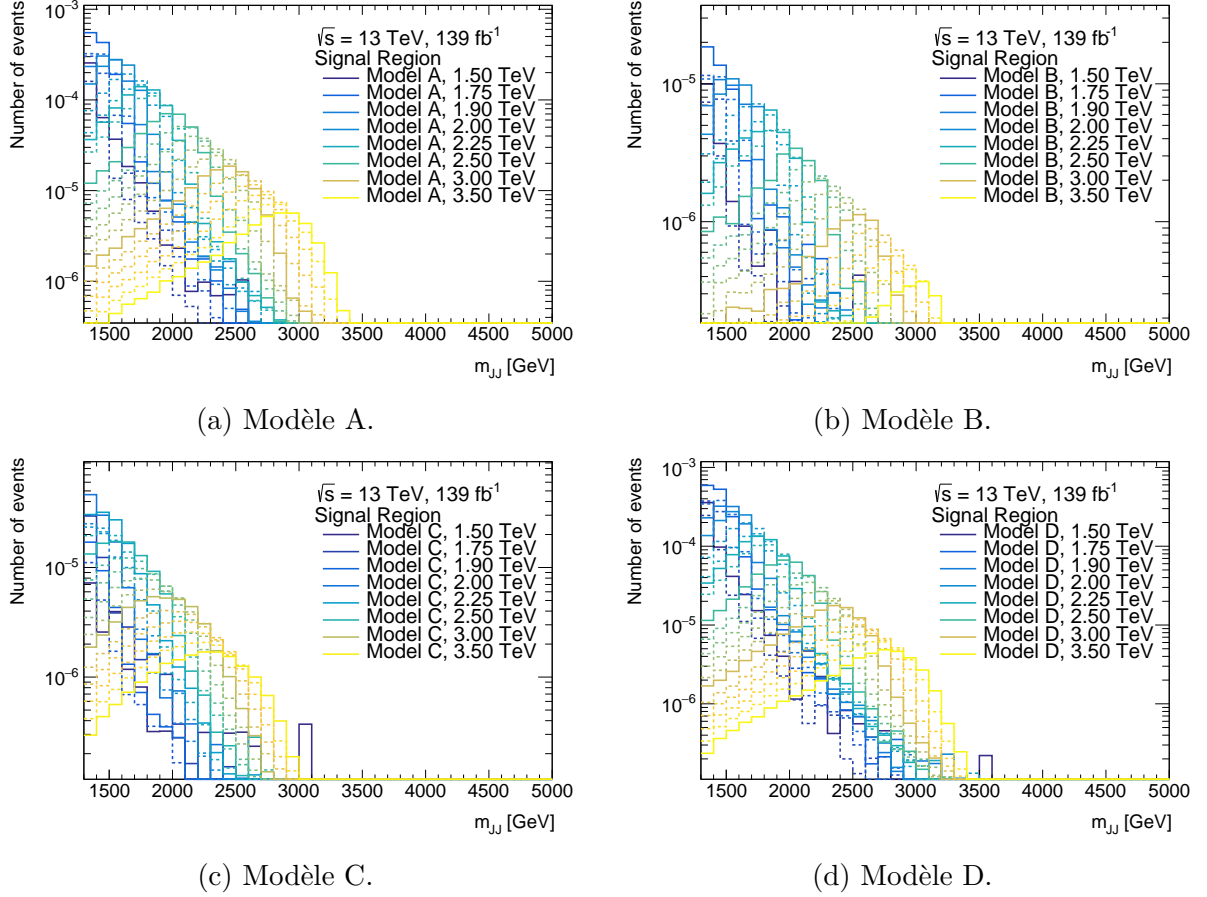 Number of events
10⁻³
10⁻⁴
10⁻⁵
10⁻⁶
√s = 13 TeV, 139 fb⁻¹
Signal Region
Model A, 1.50 TeV
Model A, 1.75 TeV
Model A, 1.90 TeV
Model A, 2.00 TeV
Model A, 2.25 TeV
Model A, 2.50 TeV
Model A, 3.00 TeV
Model A, 3.50 TeV
1500 2000 2500 3000 3500 4000 4500 5000
m_JJ [GeV]
(a) Modèle A.
Number of events
10⁻⁵
10⁻⁶
√s = 13 TeV, 139 fb⁻¹
Signal Region
Model B, 1.50 TeV
Model B, 1.75 TeV
Model B, 1.90 TeV
Model B, 2.00 TeV
Model B, 2.25 TeV
Model B, 2.50 TeV
Model B, 3.00 TeV
Model B, 3.50 TeV
1500 2000 2500 3000 3500 4000 4500 5000
m_JJ [GeV]
(b) Modèle B.
Number of events
10⁻⁵
10⁻⁶
√s = 13 TeV, 139 fb⁻¹
Signal Region
Model C, 1.50 TeV
Model C, 1.75 TeV
Model C, 1.90 TeV
Model C, 2.00 TeV
Model C, 2.25 TeV
Model C, 2.50 TeV
Model C, 3.00 TeV
Model C, 3.50 TeV
1500 2000 2500 3000 3500 4000 4500 5000
m_JJ [GeV]
(c) Modèle C.
Number of events
10⁻³
10⁻⁴
10⁻⁵
10⁻⁶
√s = 13 TeV, 139 fb⁻¹
Signal Region
Model D, 1.50 TeV
Model D, 1.75 TeV
Model D, 1.90 TeV
Model D, 2.00 TeV
Model D, 2.25 TeV
Model D, 2.50 TeV
Model D, 3.00 TeV
Model D, 3.50 TeV
1500 2000 2500 3000 3500 4000 4500 5000
m_JJ [GeV]
(d) Modèle D.